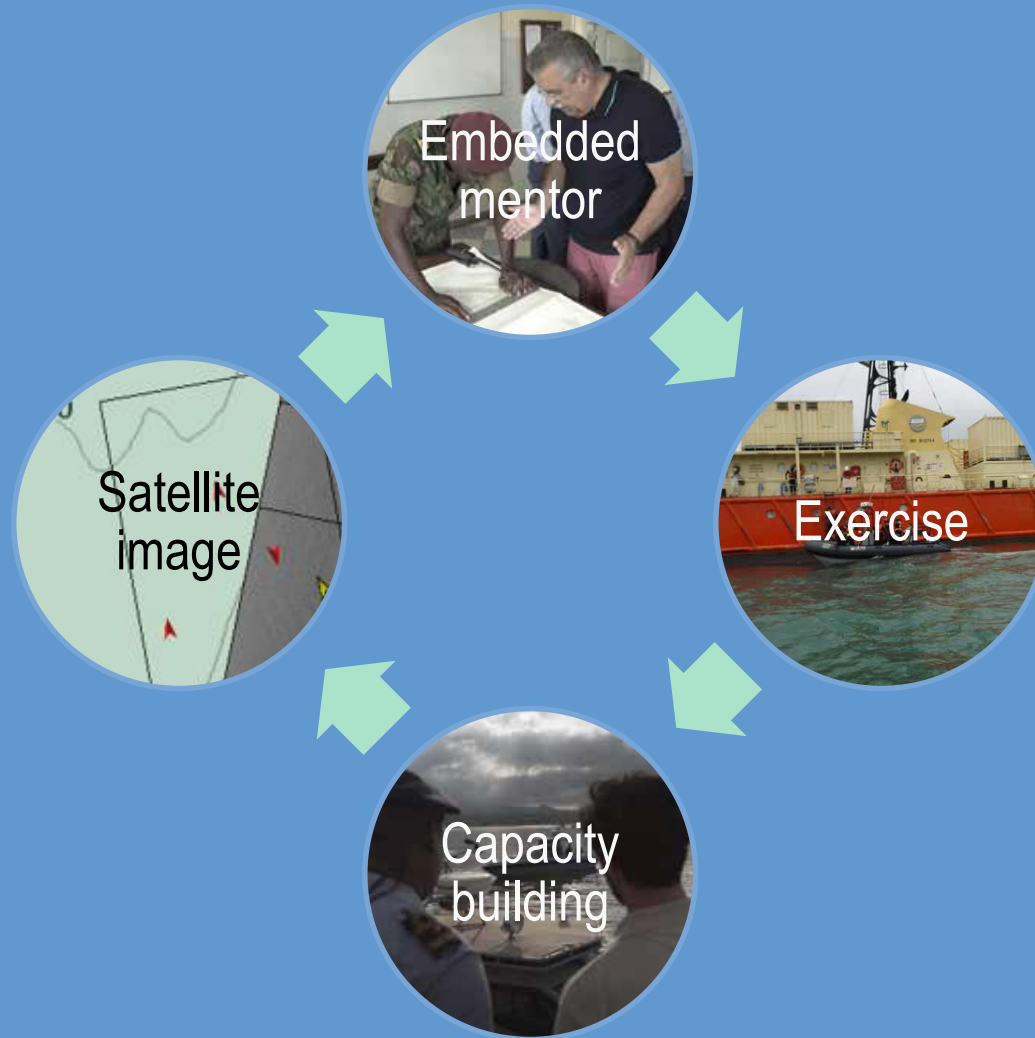 Embedded
mentor
Exercise
Capacity
building
Satellite
image